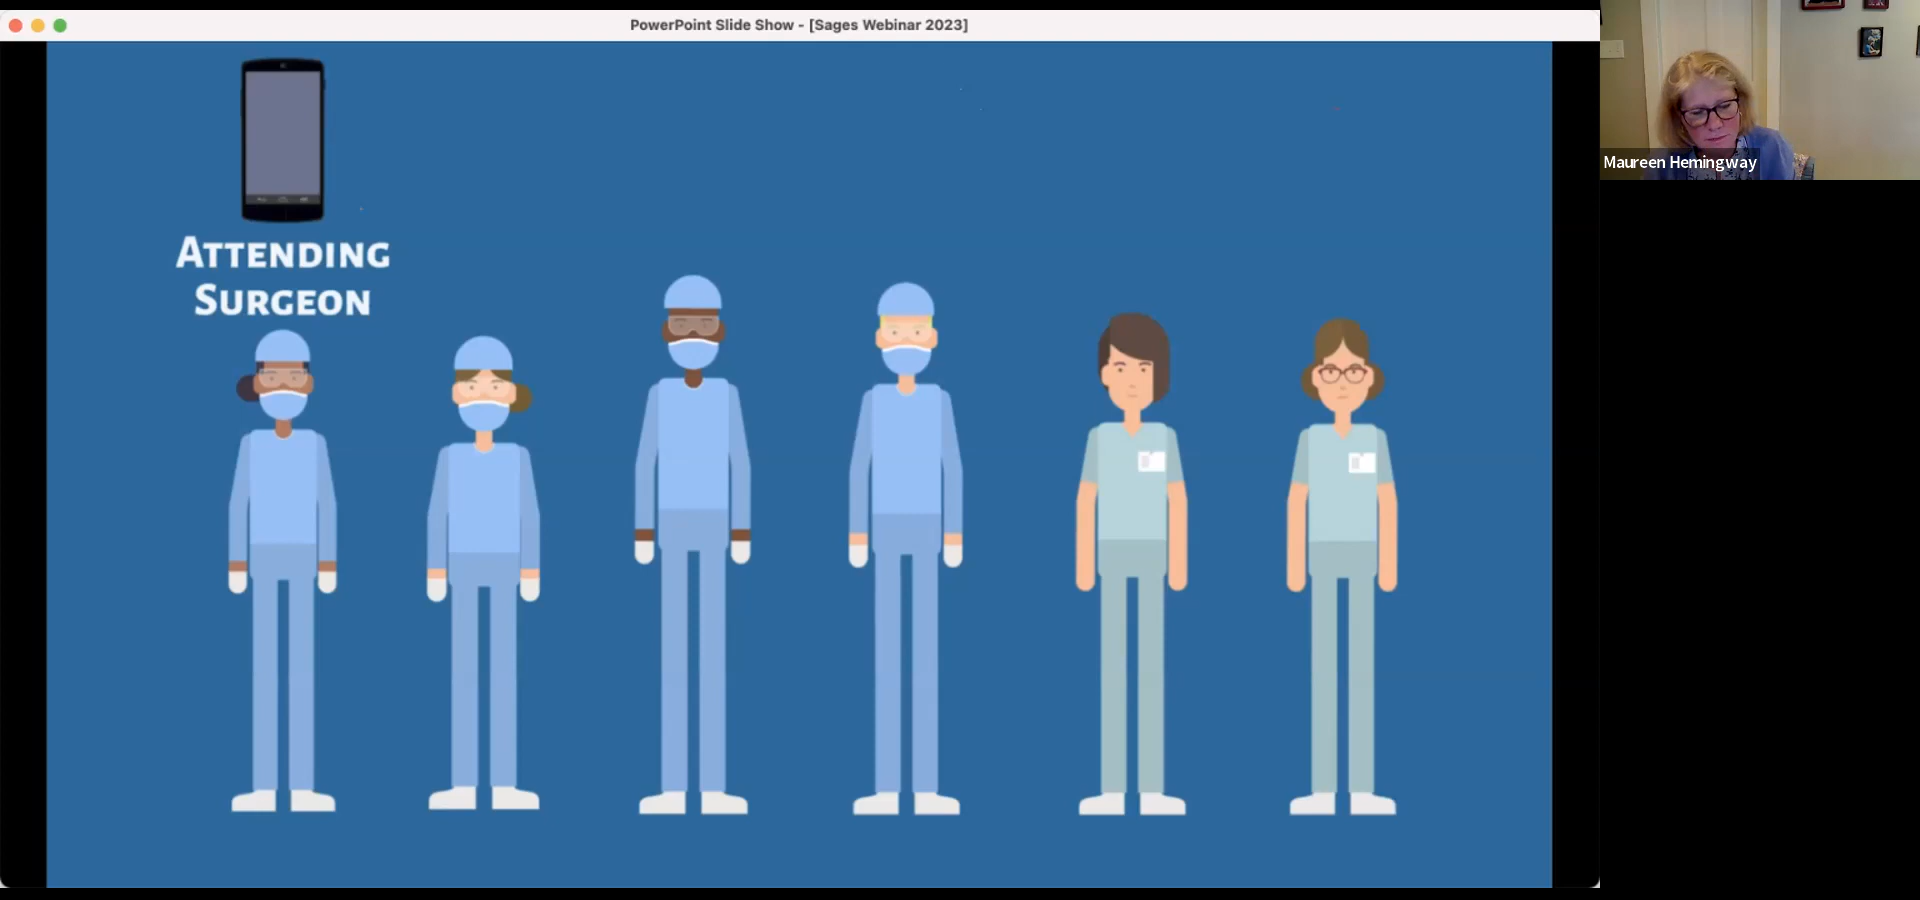 PowerPoint Slide Show - [Sages Webinar 2023]
Attending
Surgeon
Maureen Hemingway